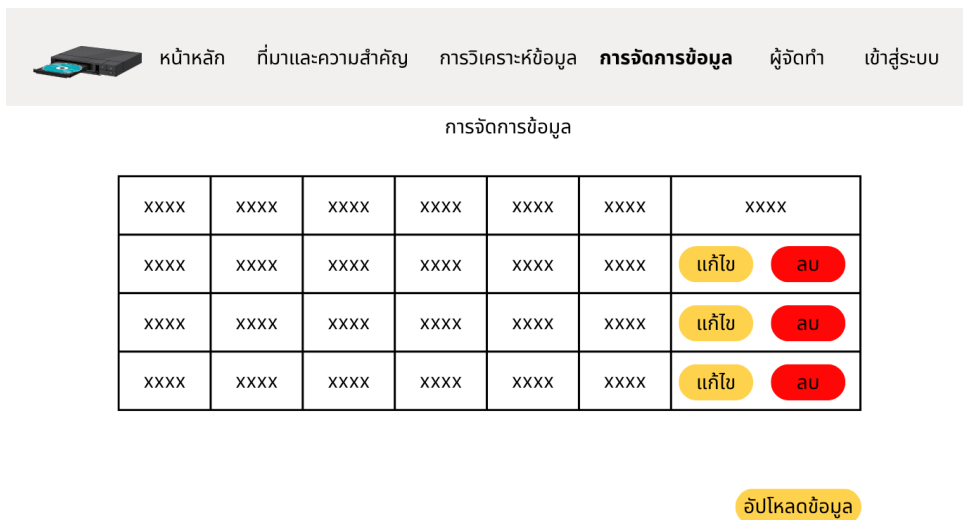 หน้าหลัก ที่มาและความสำคัญ การวิเคราะห์ข้อมูล การจัดการข้อมูล ผู้จัดทำ เข้าสู่ระบบ
การจัดการข้อมูล
xxxx xxxx xxxx xxxx xxxx xxxx xxxx
xxxx xxxx xxxx xxxx xxxx xxxx แก้ไข ลบ
xxxx xxxx xxxx xxxx xxxx xxxx แก้ไข ลบ
xxxx xxxx xxxx xxxx xxxx xxxx แก้ไข ลบ
อัปโหลดข้อมูล